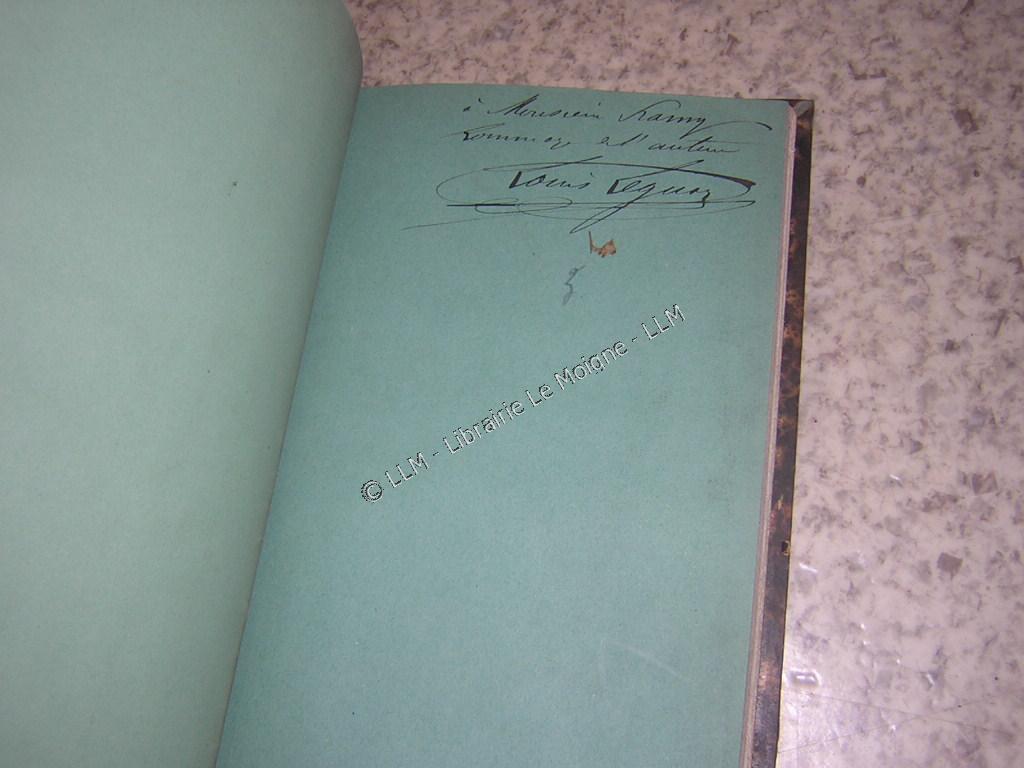 à Monsieur
hommage de l'auteur
Louis
© LLM - Librairie Le Moigne - LLM